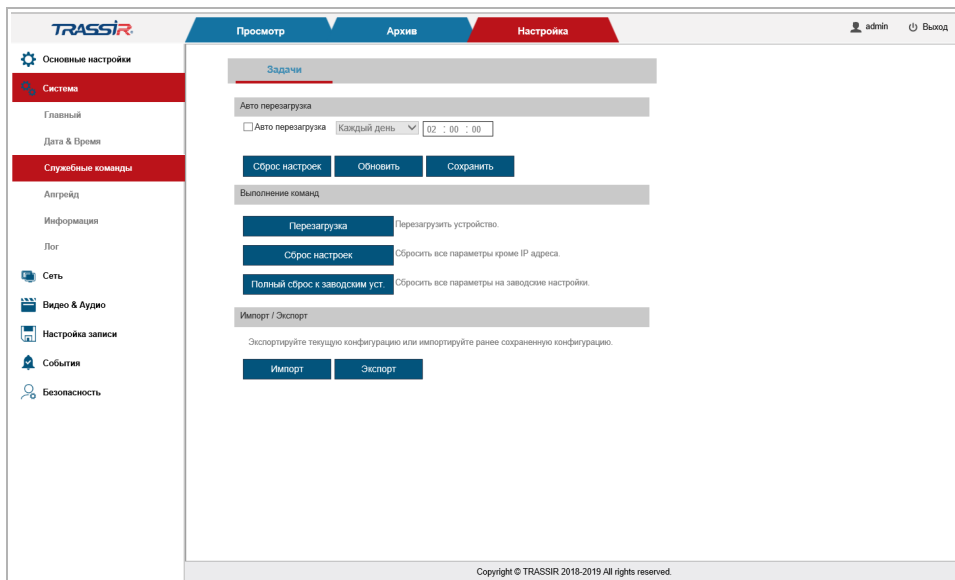 TRASSIR
Просмотр
Архив
Настройка
admin
Выход
Основные настройки
Система
Главный
Дата & Время
Служебные команды
Апгрейд
Информация
Лог
Сеть
Видео & Аудио
Настройка записи
События
Безопасность
Задачи
Авто перезагрузка
Авто перезагрузка Каждый день 02 : 00 : 00
Сброс настроек Обновить Сохранить
Выполнение команд
Перезагрузка Перезагрузить устройство.
Сброс настроек Сбросить все параметры кроме IP адреса.
Полный сброс к заводским уст. Сбросить все параметры на заводские настройки.
Импорт / Экспорт
Экспортируйте текущую конфигурацию или импортируйте ранее сохраненную конфигурацию.
Импорт Экспорт
Copyright © TRASSIR 2018-2019 All rights reserved.